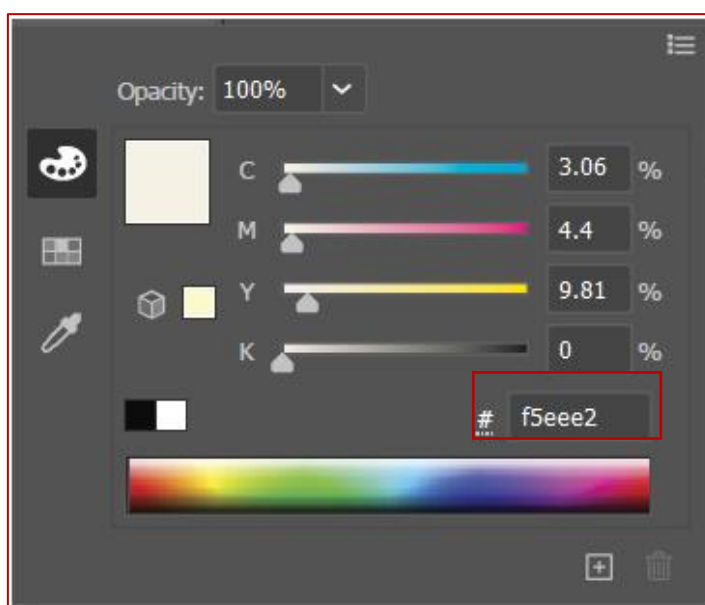 Opacity: 100%
C 3.06 %
M 4.4 %
Y 9.81 %
K 0 %
# f5eee2